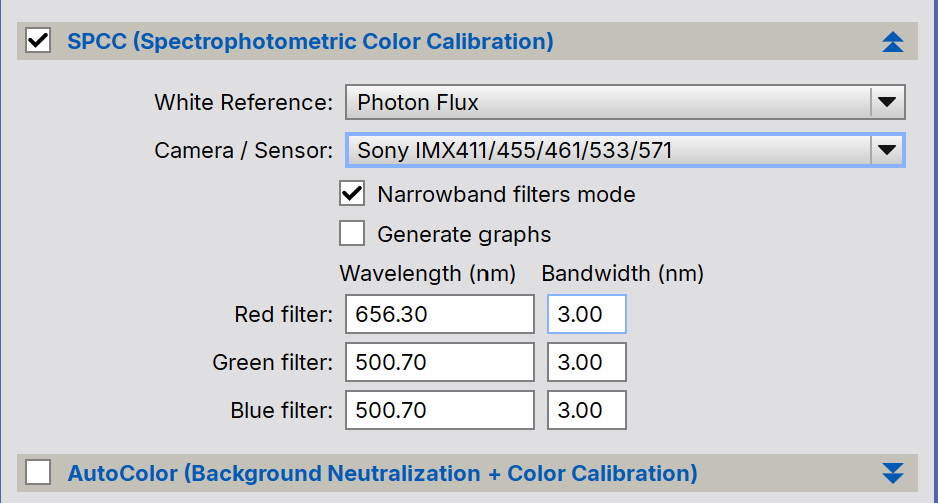 SPCC (Spectrophotometric Color Calibration)
White Reference: Photon Flux
Camera / Sensor: Sony IMX411/455/461/533/571
Narrowband filters mode
Generate graphs
Wavelength (nm) Bandwidth (nm)
Red filter: 656.30 3.00
Green filter: 500.70 3.00
Blue filter: 500.70 3.00
AutoColor (Background Neutralization + Color Calibration)